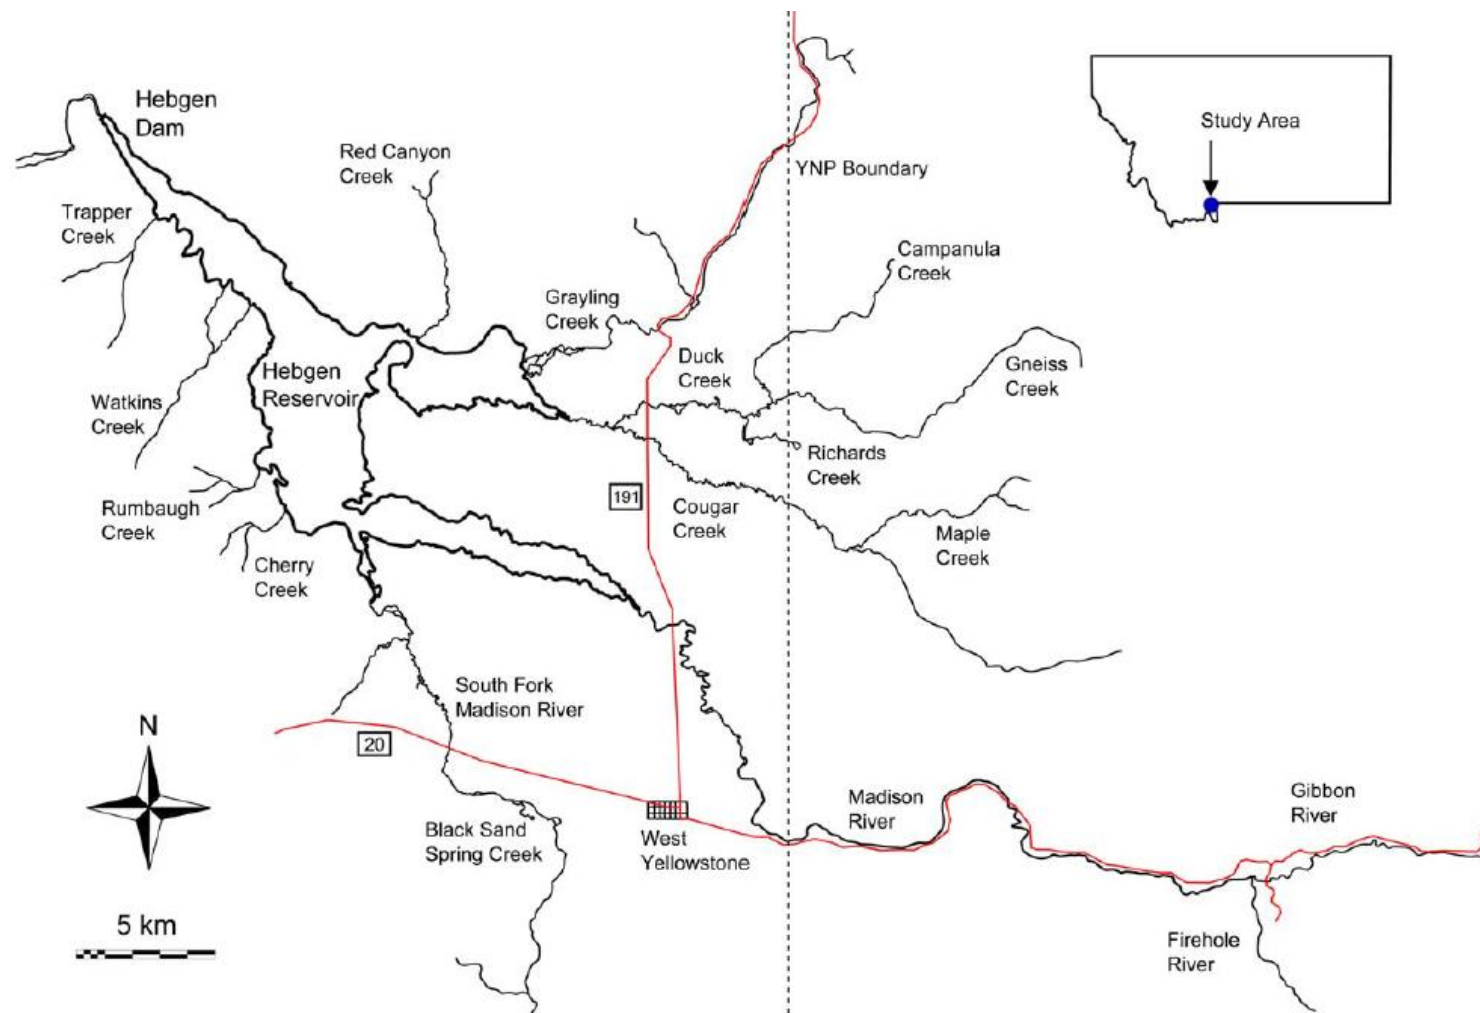 Hebgen
Dam
Red Canyon
Creek
Study Area
YNP Boundary
Trapper
Creek
Campanula
Creek
Grayling
Creek
Duck
Creek
Gneiss
Creek
Hebgen
Reservoir
Watkins
Creek
Richards
Creek
191
Rumbaugh
Creek
Cougar
Creek
Maple
Creek
Cherry
Creek
South Fork
Madison River
N
20
Madison
River
Gibbon
River
Black Sand
Spring Creek
West
Yellowstone
5 km
Firehole
River